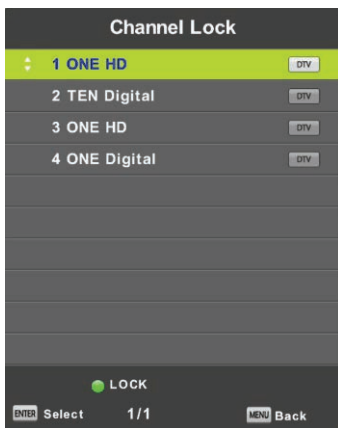 Channel Lock
1 ONE HD DTV
2 TEN Digital DTV
3 ONE HD DTV
4 ONE Digital DTV
LOCK
ENTER Select 1/1 MENU Back